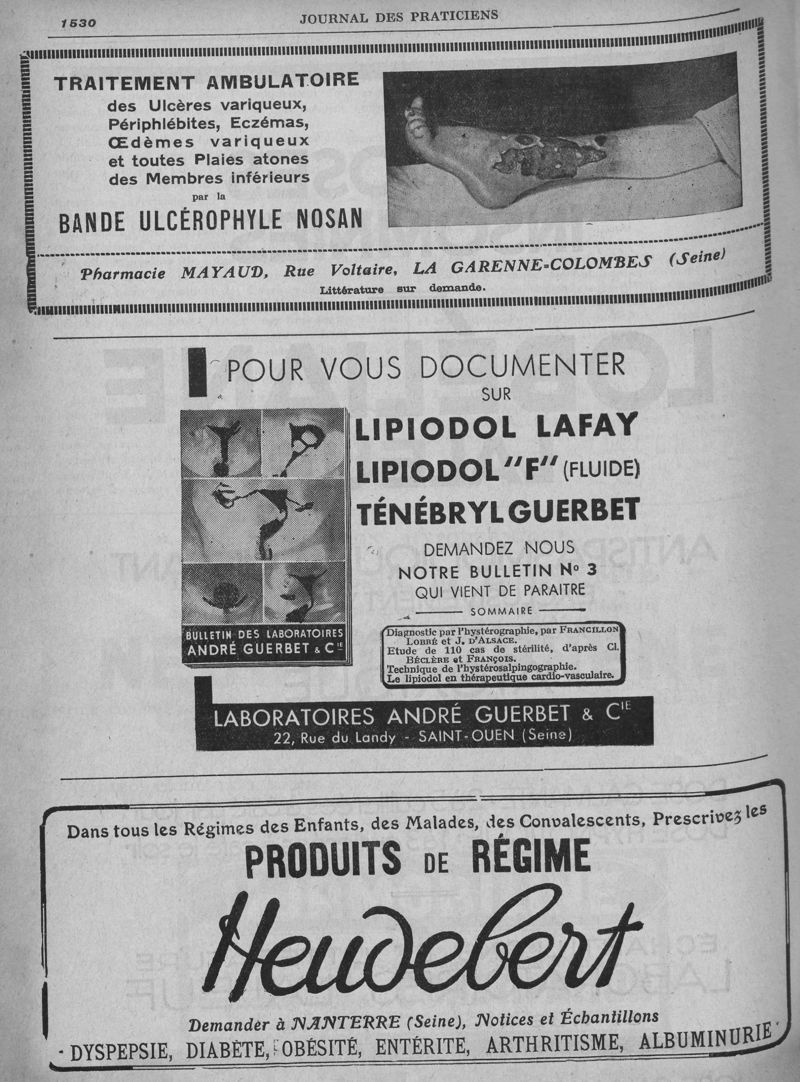 1530
JOURNAL DES PRATICIENS
TRAITEMENT AMBULATOIRE
des Ulcères variqueux,
Périphlébites, Eczémas,
Œdèmes variqueux
et toutes Plaies atones
des Membres inférieurs
par la
BANDE ULCÉROPHYLE NOSAN
Pharmacie MAYAUD, Rue Voltaire, LA GARENNE-COLOMBES (Seine)
Littérature sur demande.
POUR VOUS DOCUMENTER
SUR
LIPIODOL LAFAY
LIPIODOL "F" (FLUIDE)
TÉNÉBRYL GUERBET
DEMANDEZ NOUS
NOTRE BULLETIN No 3
QUI VIENT DE PARAITRE
SOMMAIRE
Diagnostic par l'hystérographie, par FRANCILLON
LOBRÉ et J. D'ALSACE.
Etude de 110 cas de stérilité, d'après Cl.
BÉCLÈRE et FRANÇOIS.
Technique de l'hystérosalpingographie.
Le lipiodol en thérapeutique cardio-vasculaire.
BULLETIN DES LABORATOIRES
ANDRÉ GUERBET & CIE
LABORATOIRES ANDRÉ GUERBET & CIE
22, Rue du Landy - SAINT-OUEN (Seine)
Dans tous les Régimes des Enfants, des Malades, des Convalescents, Prescrivez les
PRODUITS DE RÉGIME
Heudebert
Demander à NANTERRE (Seine), Notices et Échantillons
- DYSPEPSIE, DIABÈTE, OBÉSITÉ, ENTÉRITE, ARTHRITISME, ALBUMINURIE -